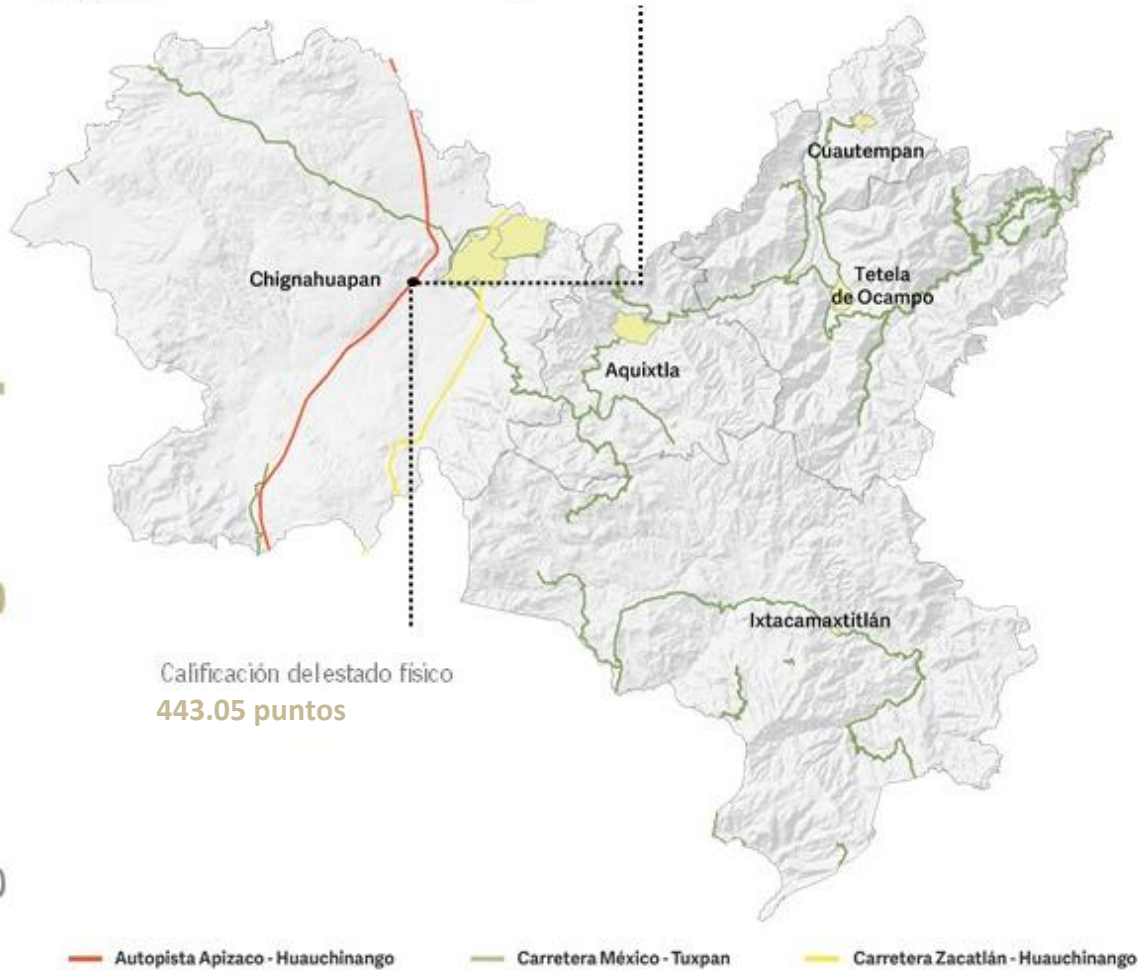 Cuautempan
Chignahuapan
Tetela
de Ocampo
Aquixtla
Ixtacamaxtitlán
Calificación del estado físico
443.05 puntos
Autopista Apizaco - Huauchinango
Carretera México - Tuxpan
Carretera Zacatlán - Huauchinango